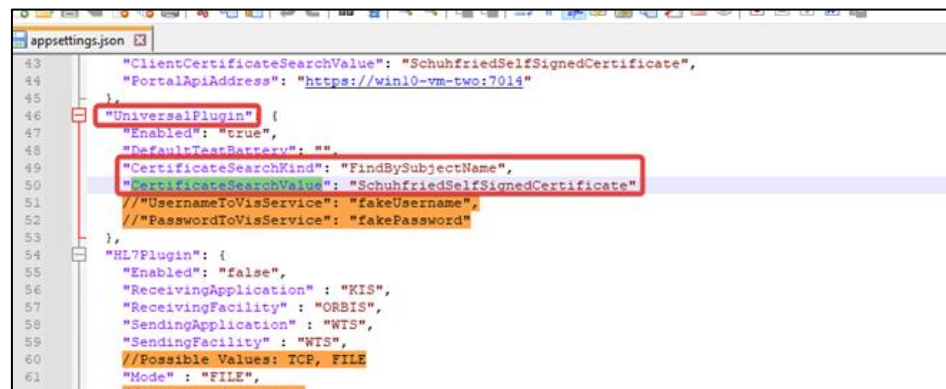 appsettings.json
43 "ClientCertificateSearchValue": "SchuhfriedSelfSignedCertificate",
44 "PortalApiAddress": "https://win10-vm-two:7014"
45 },
46 "UniversalPlugin": {
47 "Enabled": "true",
48 "DefaultTestBattery": "",
49 "CertificateSearchKind": "FindBySubjectName",
50 "CertificateSearchValue": "SchuhfriedSelfSignedCertificate"
51 //"UsernameToVisService": "fakeUsername",
52 //"PasswordToVisService": "fakePassword"
53 },
54 "HL7Plugin": {
55 "Enabled": "false",
56 "ReceivingApplication" : "KIS",
57 "ReceivingFacility" : "ORBIS",
58 "SendingApplication" : "WTS",
59 "SendingFacility" : "WTS",
60 //Possible Values: TCP, FILE
61 "Mode" : "FILE",